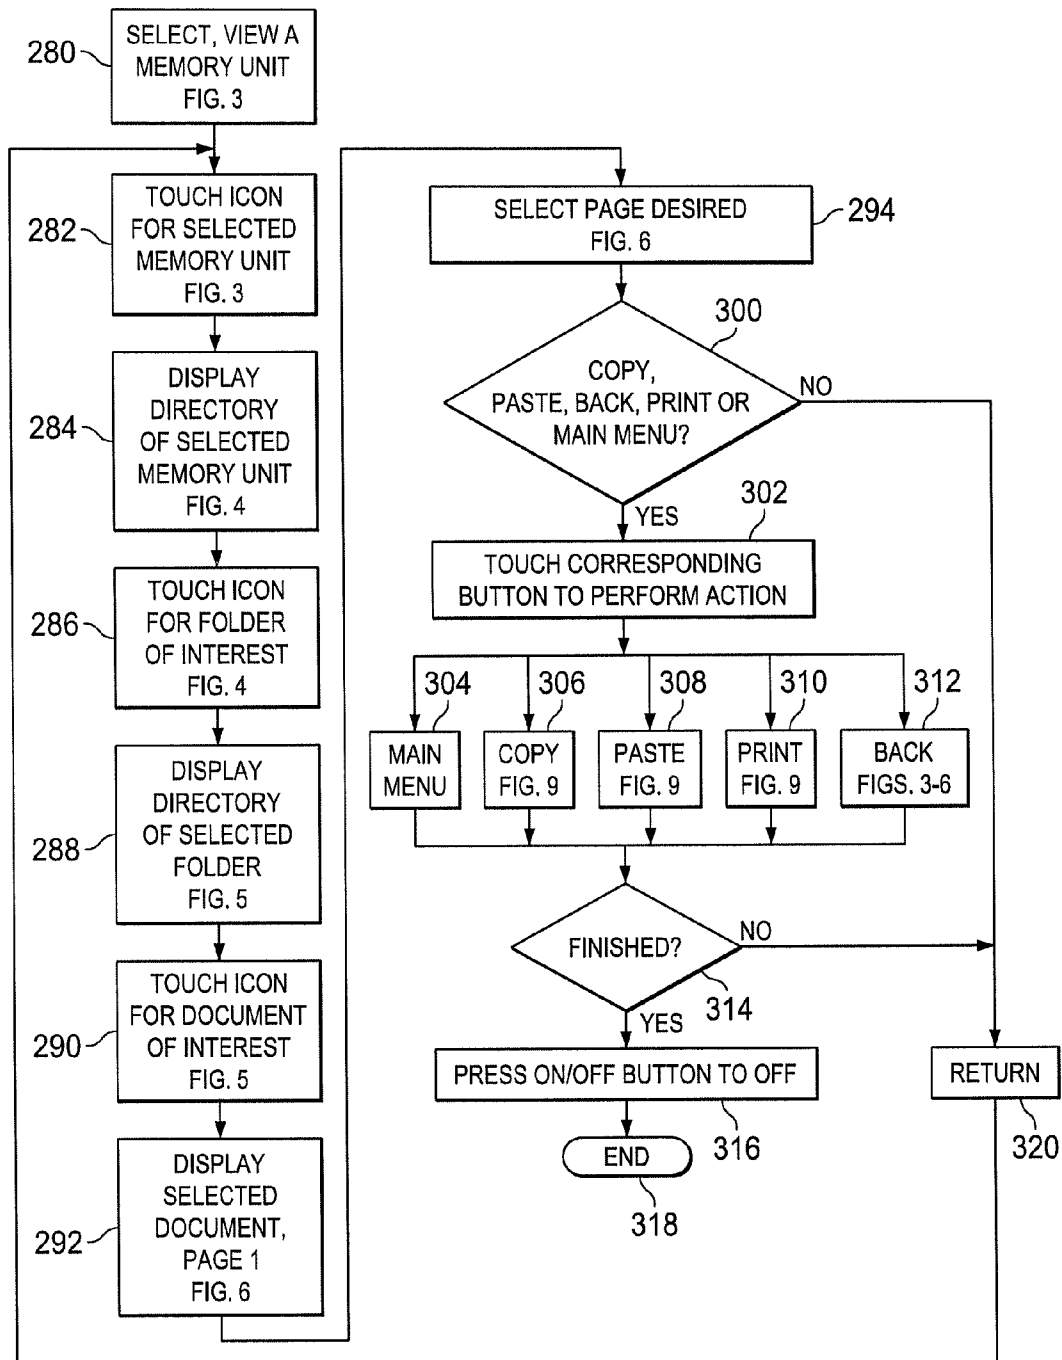 280
SELECT, VIEW A
MEMORY UNIT
FIG. 3
282
TOUCH ICON
FOR SELECTED
MEMORY UNIT
FIG. 3
284
DISPLAY
DIRECTORY
OF SELECTED
MEMORY UNIT
FIG. 4
286
TOUCH ICON
FOR FOLDER
OF INTEREST
FIG. 4
288
DISPLAY
DIRECTORY
OF SELECTED
FOLDER
FIG. 5
290
TOUCH ICON
FOR DOCUMENT
OF INTEREST
FIG. 5
292
DISPLAY
SELECTED
DOCUMENT,
PAGE 1
FIG. 6
SELECT PAGE DESIRED
FIG. 6
294
300
COPY,
PASTE, BACK, PRINT OR
MAIN MENU?
NO
YES
302
TOUCH CORRESPONDING
BUTTON TO PERFORM ACTION
304
MAIN
MENU
306
COPY
FIG. 9
308
PASTE
FIG. 9
310
PRINT
FIG. 9
312
BACK
FIGS. 3-6
FINISHED?
NO
314
YES
PRESS ON/OFF BUTTON TO OFF
316
END
318
RETURN
320